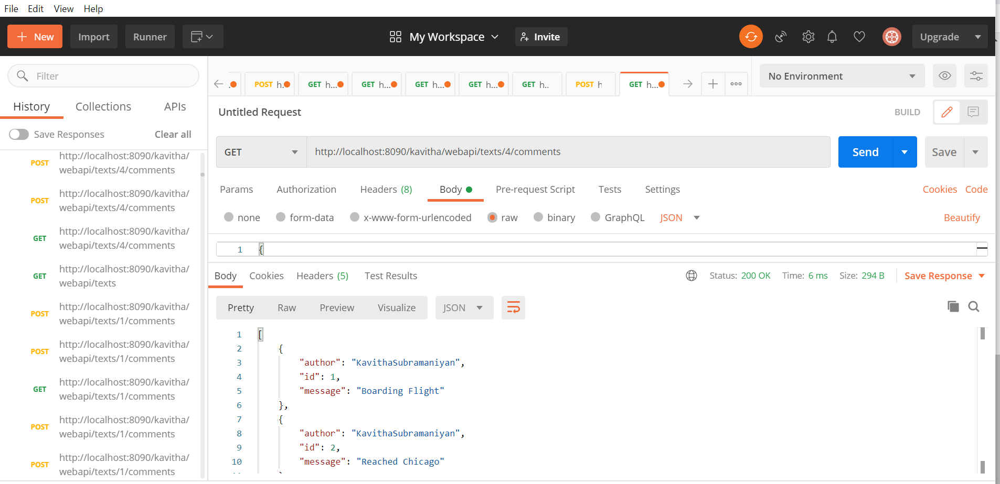 File Edit View Help
New Import Runner My Workspace Invite Upgrade
Filter
History Collections APIs
Save Responses Clear all
POST http://localhost:8090/kavitha/
webapi/texts/4/comments
POST http://localhost:8090/kavitha/
webapi/texts/4/comments
GET http://localhost:8090/kavitha/
webapi/texts/4/comments
GET http://localhost:8090/kavitha/
webapi/texts
POST http://localhost:8090/kavitha/
webapi/texts/1/comments
POST http://localhost:8090/kavitha/
webapi/texts/1/comments
GET http://localhost:8090/kavitha/
webapi/texts/1/comments
POST http://localhost:8090/kavitha/
webapi/texts/1/comments
POST http://localhost:8090/kavitha/
webapi/texts/1/comments
. POST h. GET h... GET h... GET h... GET h... GET h.. POST h GET h...
No Environment
Untitled Request BUILD
GET http://localhost:8090/kavitha/webapi/texts/4/comments Send Save
Params Authorization Headers (8) Body Pre-request Script Tests Settings Cookies Code
none form-data x-www-form-urlencoded raw binary GraphQL JSON Beautify
1 {
Body Cookies Headers (5) Test Results Status: 200 OK Time: 6 ms Size: 294 B Save Response
Pretty Raw Preview Visualize JSON
1 [
2 {
3 "author": "KavithaSubramaniyan",
4 "id": 1,
5 "message": "Boarding Flight"
6 },
7 {
8 "author": "KavithaSubramaniyan",
9 "id": 2,
10 "message": "Reached Chicago"